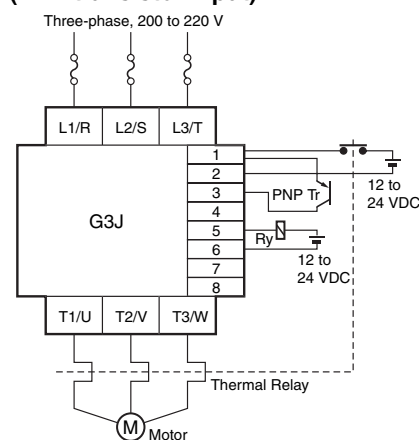 Three-phase, 200 to 220 V
L1/R L2/S L3/T
1
2
3
4
5
6
7
8
G3J
PNP Tr
12 to
24 VDC
Ry
12 to
24 VDC
T1/U T2/V T3/W
Thermal Relay
M
Motor